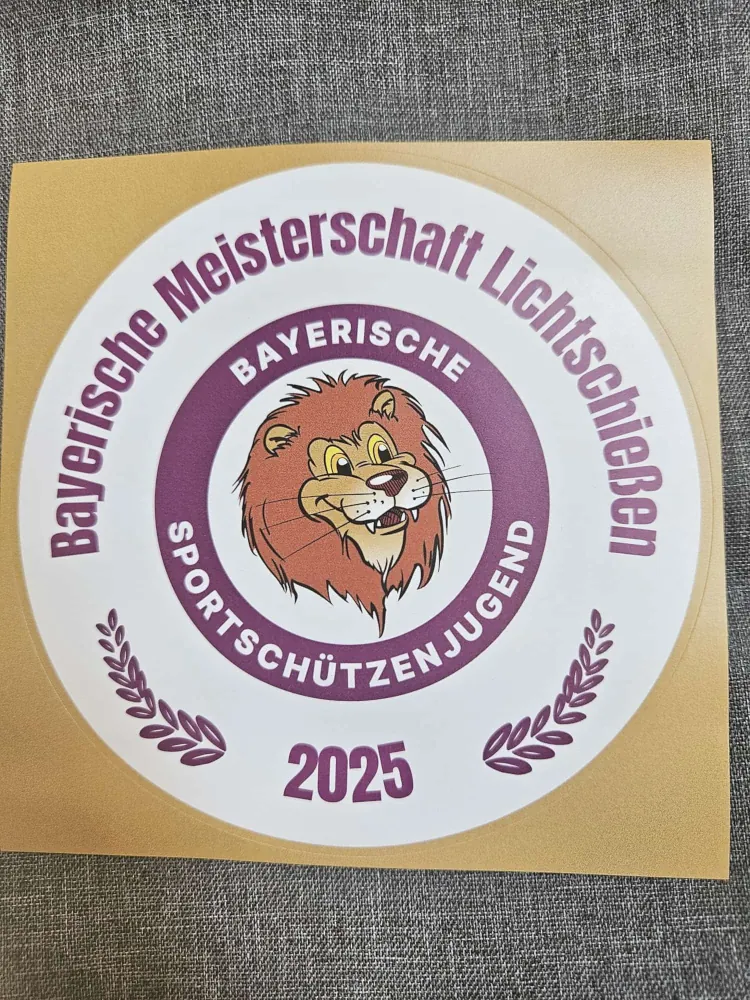 Bayerische Meisterschaft Lichtschießen
BAYERISCHE
SPORTSCHÜTZENJUGEND
2025